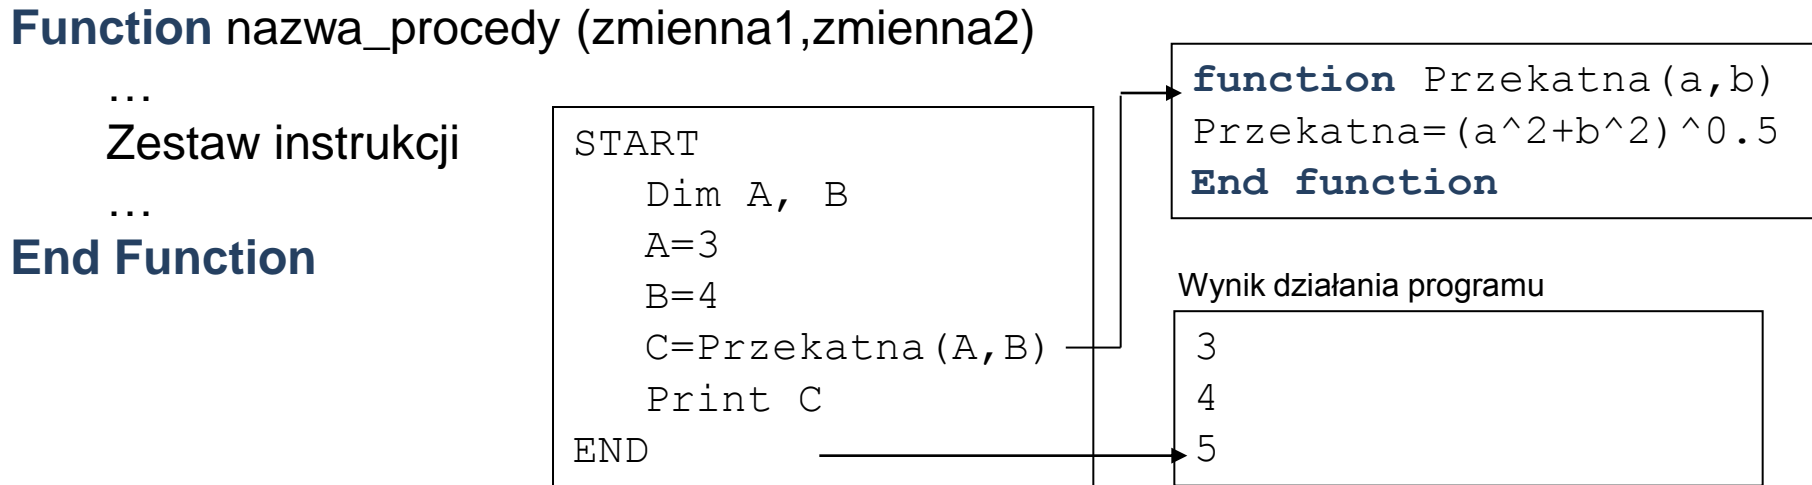 Function nazwa_procedy (zmienna1,zmienna2)
…
Zestaw instrukcji
…
End Function
START
Dim A, B
A=3
B=4
C=Przekatna(A,B)
Print C
END
function Przekatna(a,b)
Przekatna=(a^2+b^2)^0.5
End function
Wynik działania programu
3
4
5